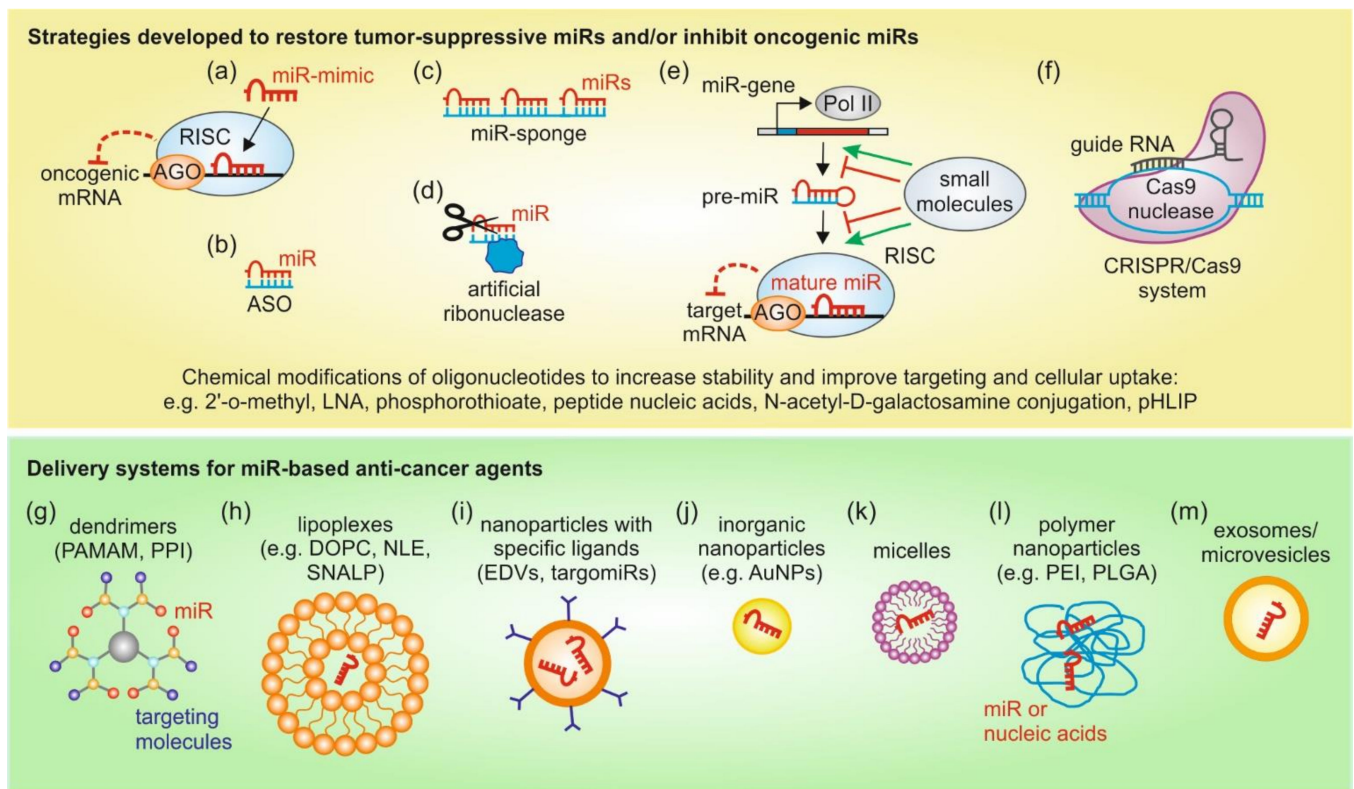 Strategies developed to restore tumor-suppressive miRs and/or inhibit oncogenic miRs
(a)
miR-mimic
RISC
AGO
oncogenic
mRNA
(b)
miR
ASO
(c)
miRs
miR-sponge
(d)
miR
artificial
ribonuclease
(e)
miR-gene
Pol II
pre-miR
small
molecules
RISC
mature miR
AGO
target
mRNA
(f)
guide RNA
Cas9
nuclease
CRISPR/Cas9
system
Chemical modifications of oligonucleotides to increase stability and improve targeting and cellular uptake:
e.g. 2'-o-methyl, LNA, phosphorothioate, peptide nucleic acids, N-acetyl-D-galactosamine conjugation, pHLIP
Delivery systems for miR-based anti-cancer agents
(g)
dendrimers
(PAMAM, PPI)
miR
targeting
molecules
(h)
lipoplexes
(e.g. DOPC, NLE,
SNALP)
(i)
nanoparticles with
specific ligands
(EDVs, targomiRs)
(j)
inorganic
nanoparticles
(e.g. AuNPs)
(k)
micelles
(l)
polymer
nanoparticles
(e.g. PEI, PLGA)
miR or
nucleic acids
(m)
exosomes/
microvesicles